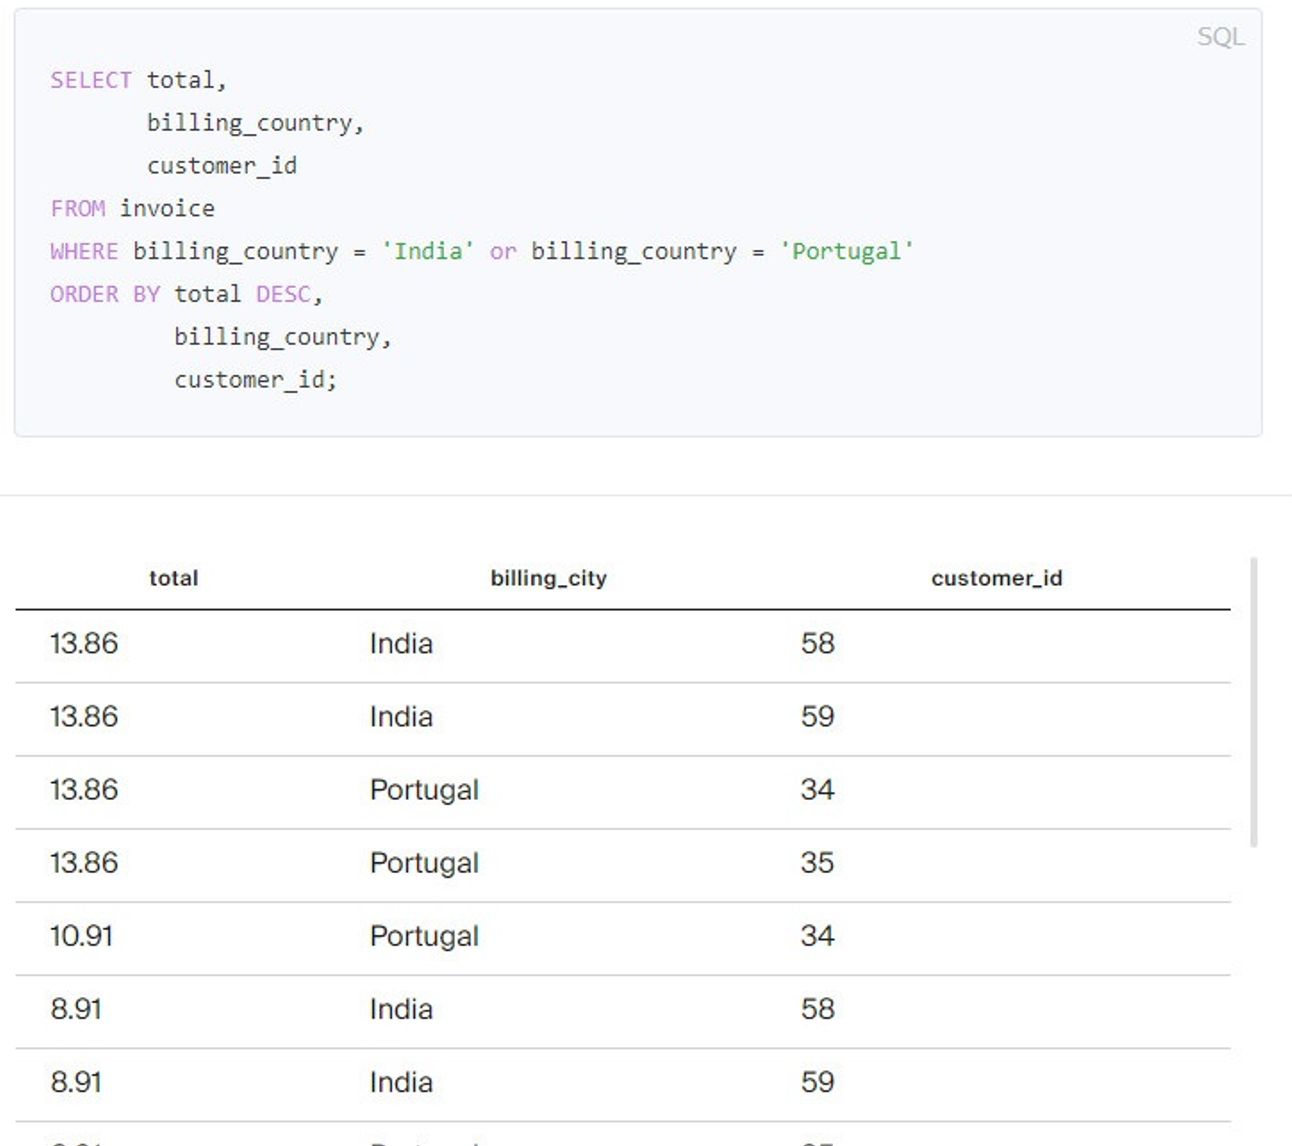 SQL
SELECT total,
billing_country,
customer_id
FROM invoice
WHERE billing_country = 'India' or billing_country = 'Portugal'
ORDER BY total DESC,
billing_country,
customer_id;
total billing_city customer_id
13.86 India 58
13.86 India 59
13.86 Portugal 34
13.86 Portugal 35
10.91 Portugal 34
8.91 India 58
8.91 India 59